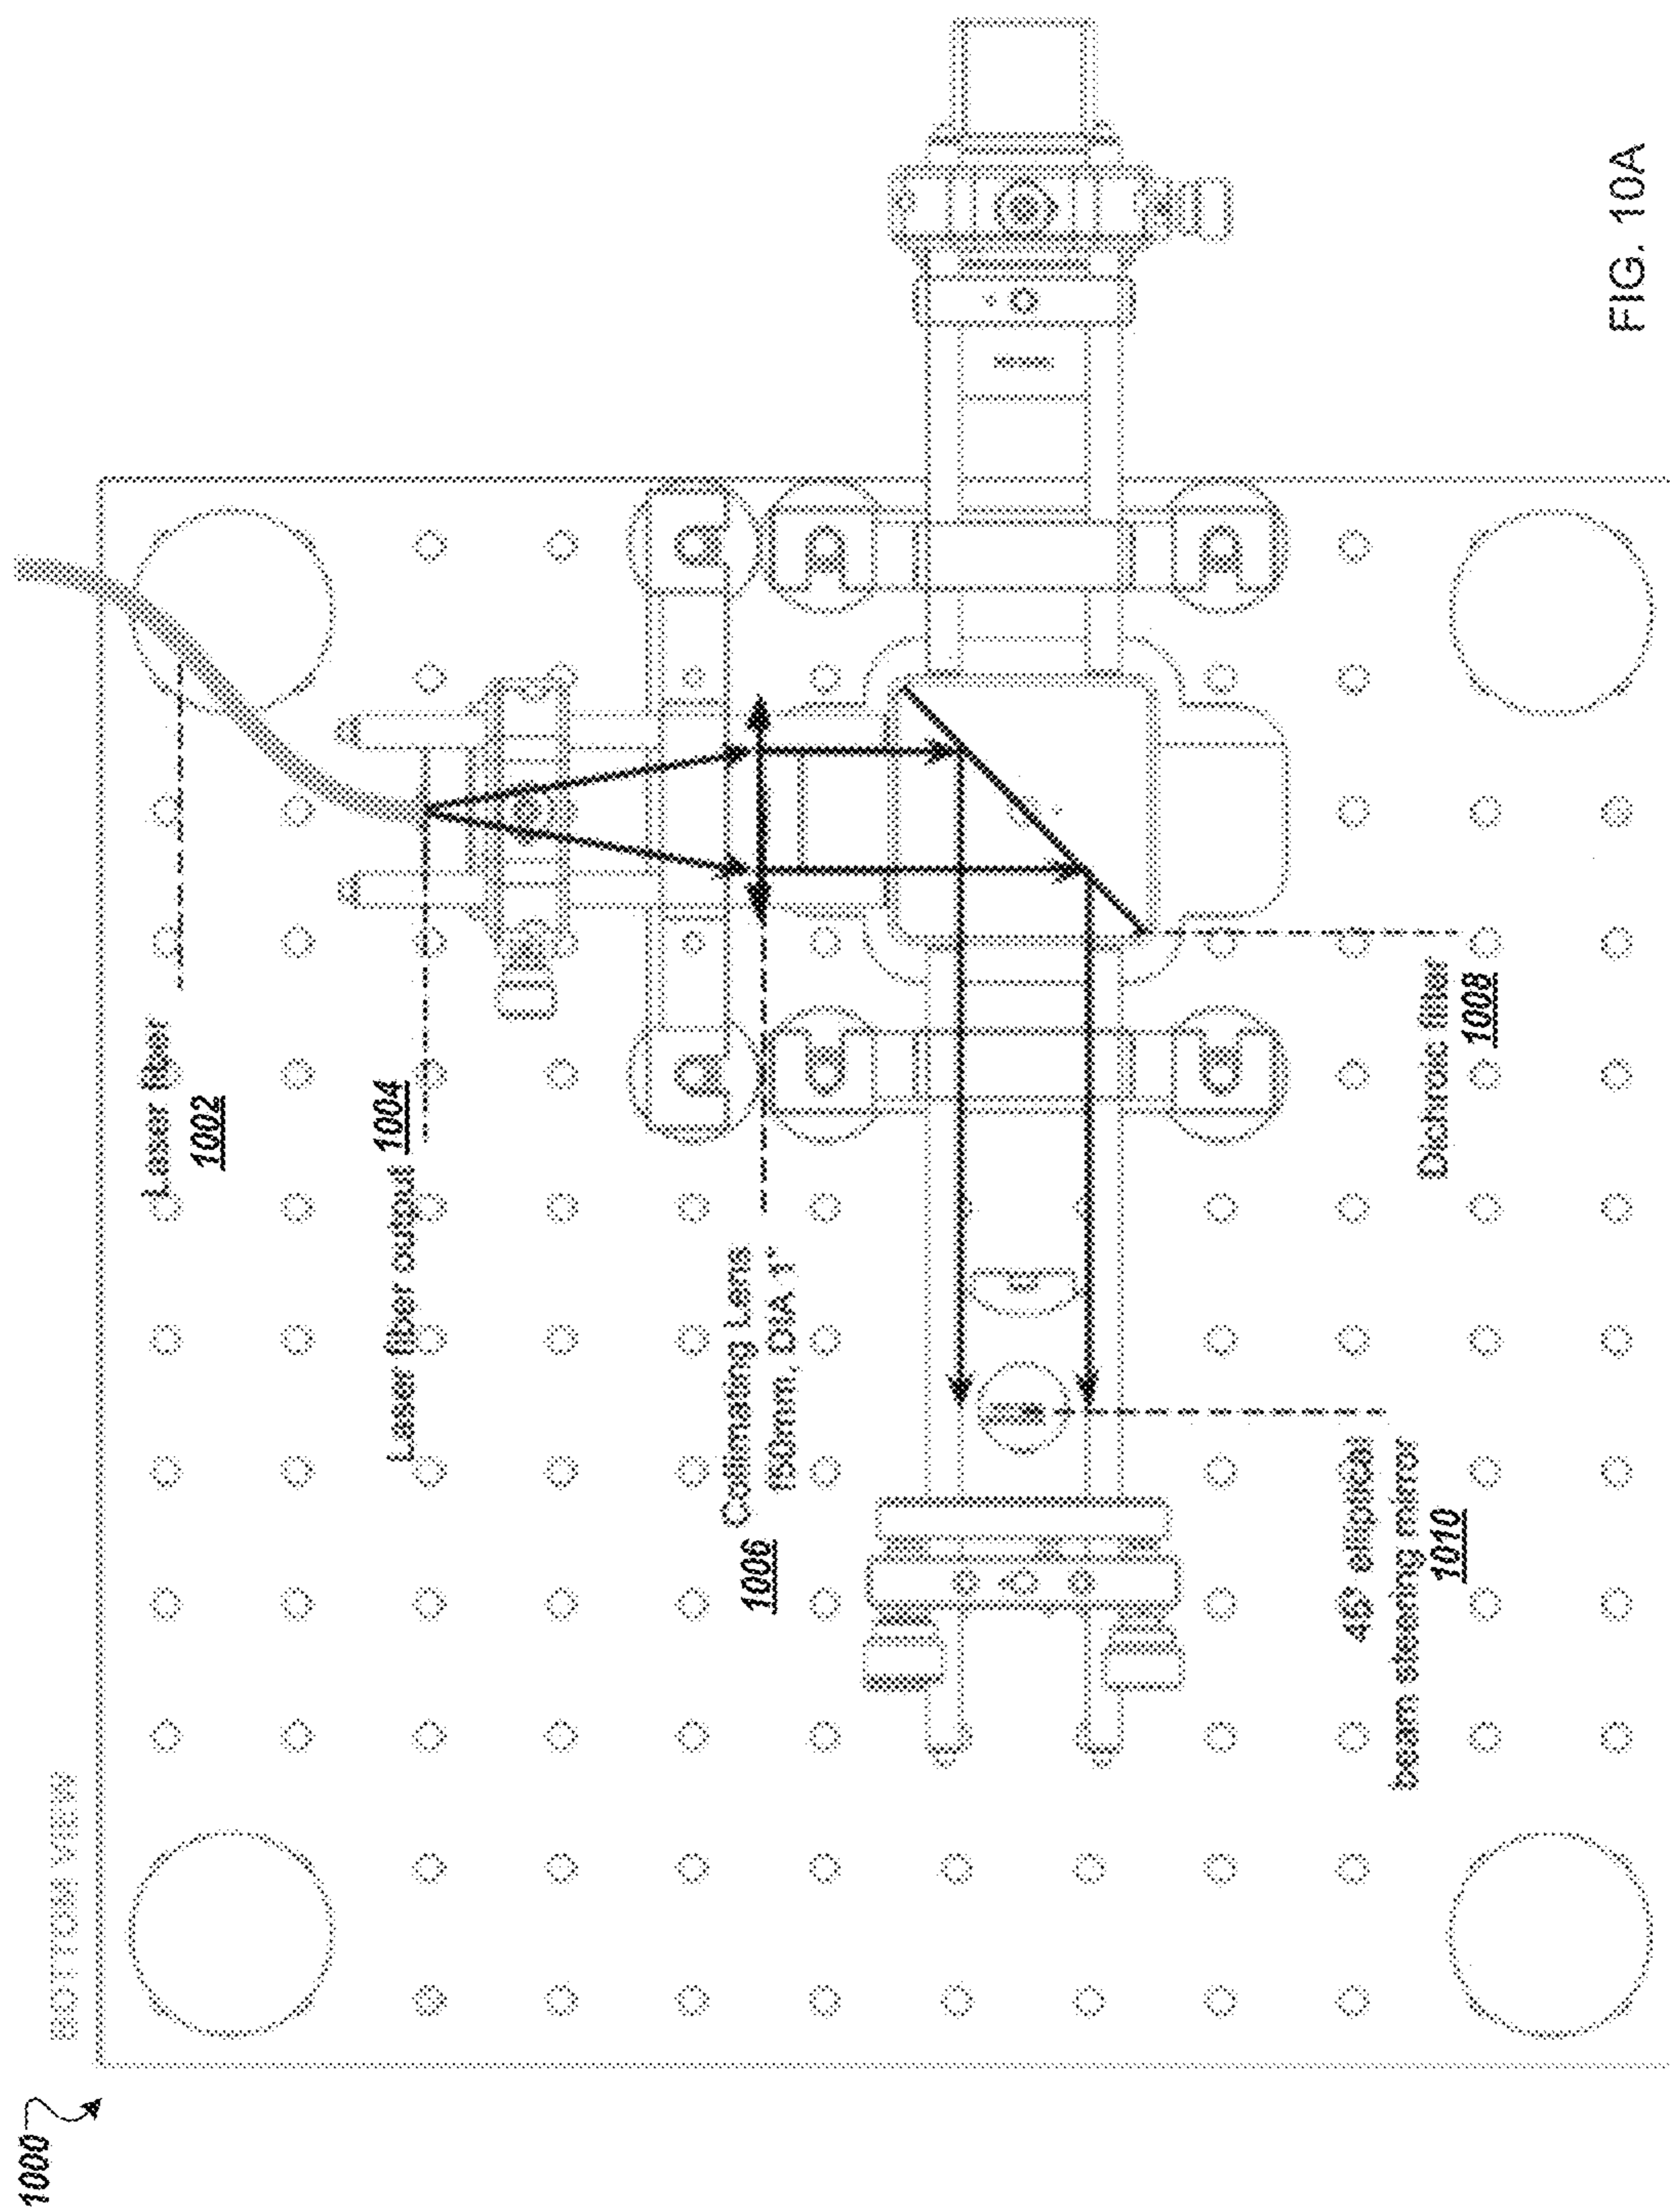 1000
BOTTOM VIEW
Laser fiber
1002
Laser fiber output 1004
Collimating Lens
f50mm, DIA 1"
1006
45° elliptical
beam steering mirror
1010
Dichroic filter
1008
FIG. 10A